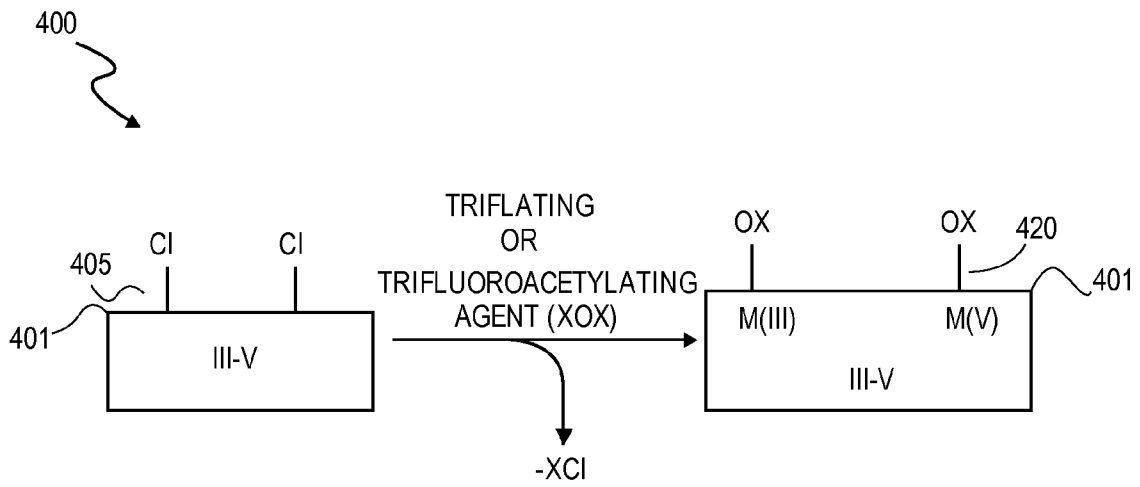 400
TRIFLATING
OR
TRIFLUOROACETYLATING
AGENT (XOX)
Cl Cl
405
401
III-V
-XCl
OX OX
420
401
M(III) M(V)
III-V